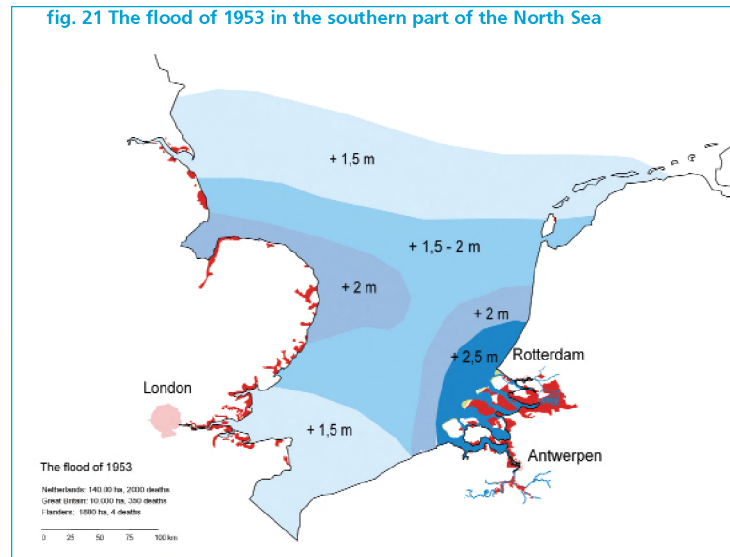 fig. 21 The flood of 1953 in the southern part of the North Sea
+ 1,5 m
+ 1,5 - 2 m
+ 2 m
+ 2 m
+ 2,5 m
Rotterdam
London
+ 1,5 m
Antwerpen
The flood of 1953
Netherlands: 140.00 ha, 2000 deaths
Great Britain: 10.000 ha, 350 deaths
Flanders: 1800 ha, 4 deaths
0 25 50 75 100 km